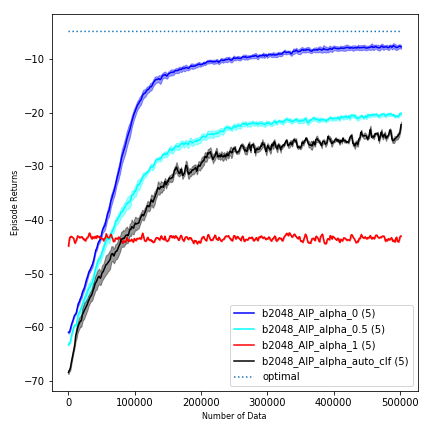 −10
−20
−30
−40
−50
−60
−70
Episode Returns
0
100000
200000
300000
400000
500000
Number of Data
b2048_AIP_alpha_0 (5)
b2048_AIP_alpha_0.5 (5)
b2048_AIP_alpha_1 (5)
b2048_AIP_alpha_auto_clf (5)
optimal